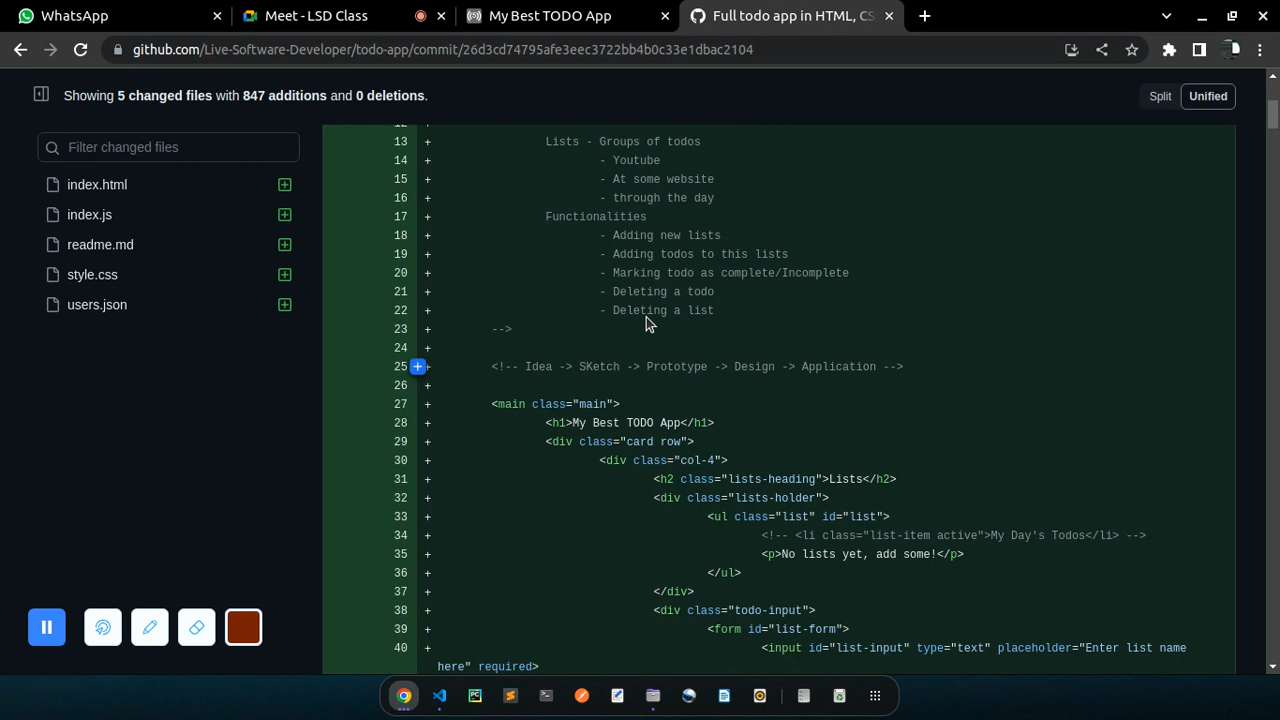 WhatsApp
Meet - LSD Class
My Best TODO App
Full todo app in HTML, CS
github.com/Live-Software-Developer/todo-app/commit/26d3cd74795afe3eec3722bb4b0c33e1dbac2104
Showing 5 changed files with 847 additions and 0 deletions.
Split
Unified
Filter changed files
index.html
index.js
readme.md
style.css
users.json
13 + Lists - Groups of todos
14 + - Youtube
15 + - At some website
16 + - through the day
17 + Functionalities
18 + - Adding new lists
19 + - Adding todos to this lists
20 + - Marking todo as complete/Incomplete
21 + - Deleting a todo
22 + - Deleting a list
23 + -->
24 +
25 + <!-- Idea -> SKetch -> Prototype -> Design -> Application -->
26 +
27 + <main class="main">
28 + <h1>My Best TODO App</h1>
29 + <div class="card row">
30 + <div class="col-4">
31 + <h2 class="lists-heading">Lists</h2>
32 + <div class="lists-holder">
33 + <ul class="list" id="list">
34 + <!-- <li class="list-item active">My Day's Todos</li> -->
35 + <p>No lists yet, add some!</p>
36 + </ul>
37 + </div>
38 + <div class="todo-input">
39 + <form id="list-form">
40 + <input id="list-input" type="text" placeholder="Enter list name
here" required>